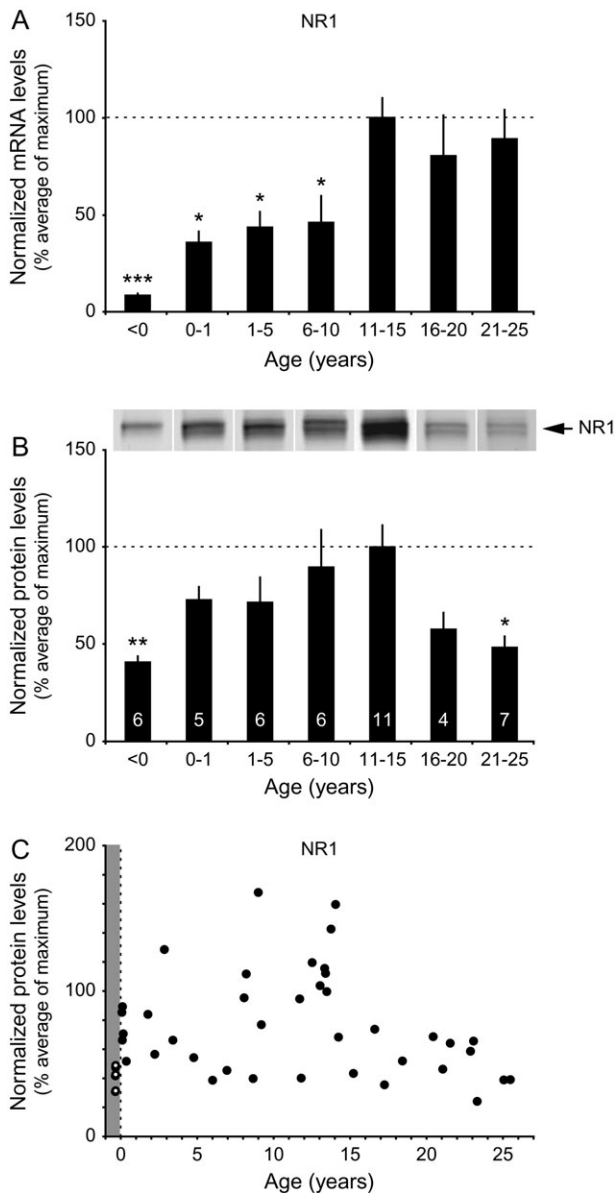 A
NR1
Normalized mRNA levels
(% average of maximum)
150
100
50
0
***
*
*
*
<0 0-1 1-5 6-10 11-15 16-20 21-25
Age (years)
NR1
B
Normalized protein levels
(% average of maximum)
150
100
50
0
**
*
6 5 6 6 11 4 7
<0 0-1 1-5 6-10 11-15 16-20 21-25
Age (years)
C
NR1
Normalized protein levels
(% average of maximum)
200
100
60
0
0 5 10 15 20 25
Age (years)